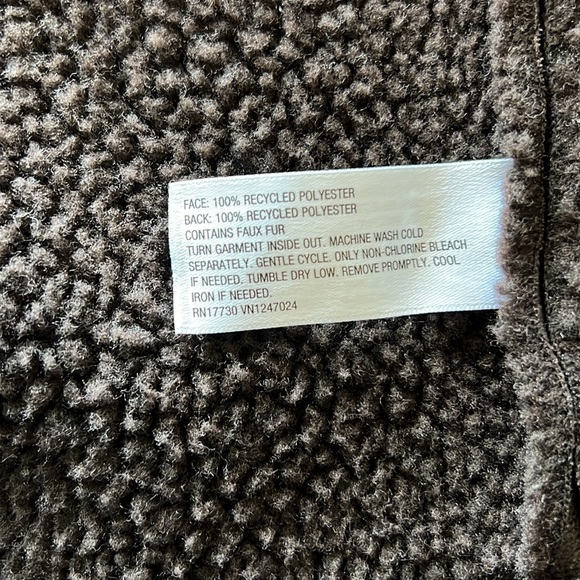 FACE: 100% RECYCLED POLYESTER
BACK: 100% RECYCLED POLYESTER
CONTAINS FAUX FUR
TURN GARMENT INSIDE OUT. MACHINE WASH COLD
SEPARATELY. GENTLE CYCLE. ONLY NON-CHLORINE BLEACH
IF NEEDED. TUMBLE DRY LOW. REMOVE PROMPTLY. COOL
IRON IF NEEDED.
RN17730 VN1247024